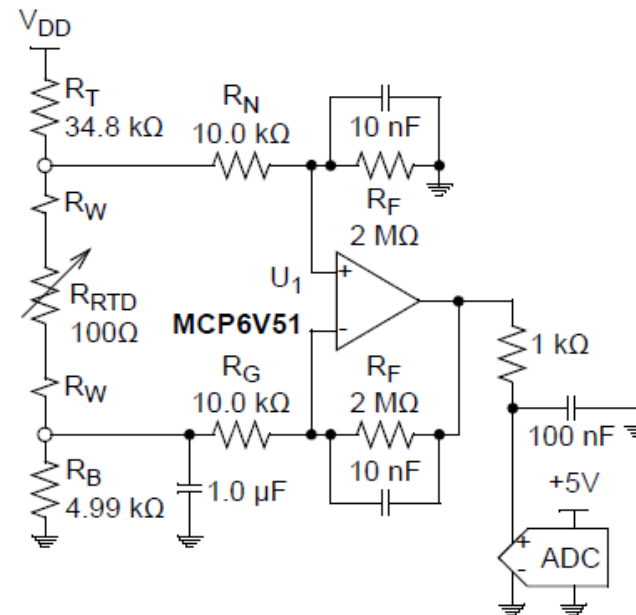 VDD
RT
34.8 kΩ
RN
10.0 kΩ
10 nF
RW
RF
2 MΩ
RRTD
100Ω
U1
+
-
MCP6V51
1 kΩ
RW
RG
10.0 kΩ
RF
2 MΩ
100 nF
RB
4.99 kΩ
1.0 µF
10 nF
+5V
+
-
ADC